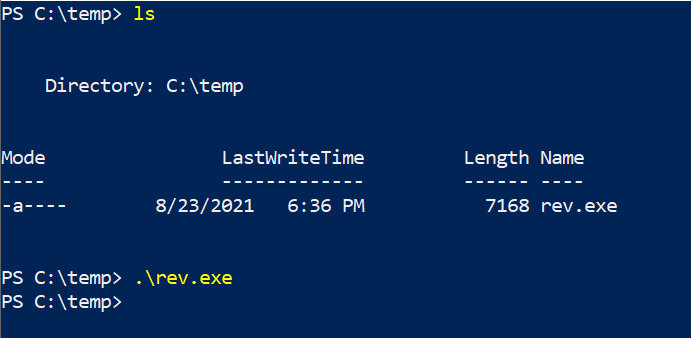 PS C:\temp> ls
Directory: C:\temp
Mode LastWriteTime Length Name
---- ------------- ------ ----
-a---- 8/23/2021 6:36 PM 7168 rev.exe
PS C:\temp> .\rev.exe
PS C:\temp>